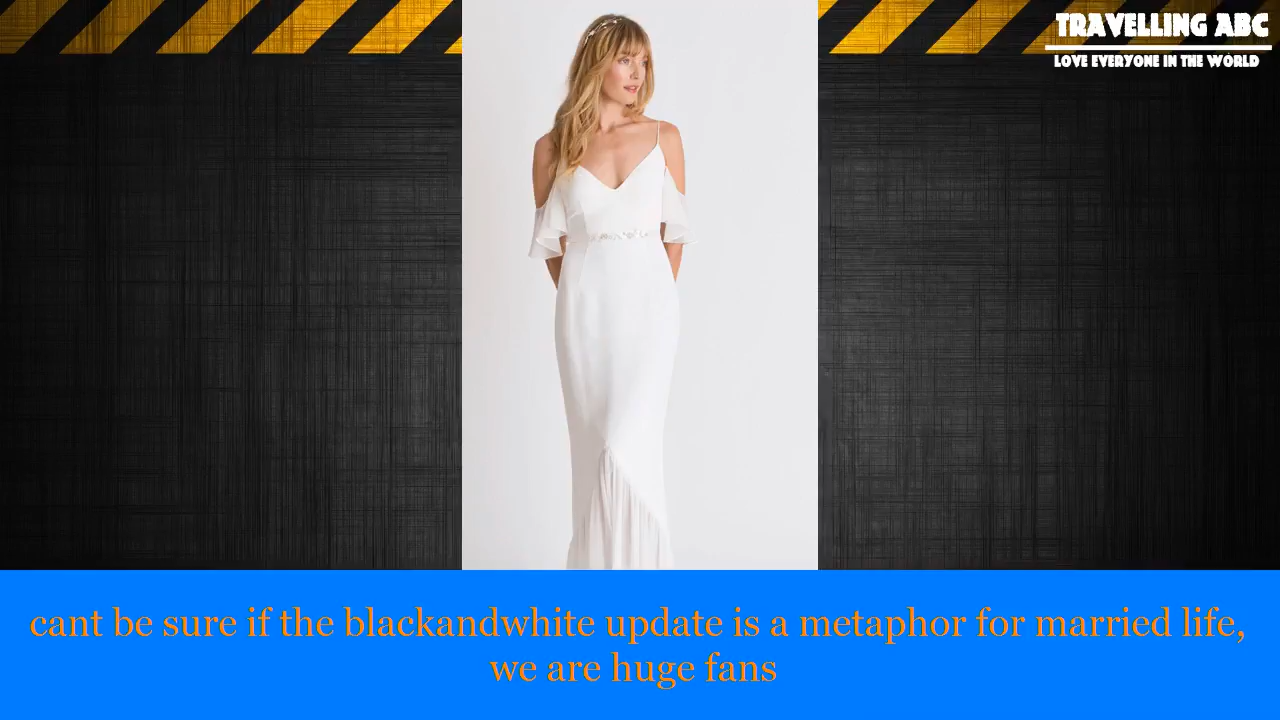 TRAVELLING ABC
LOVE EVERYONE IN THE WORLD
cant be sure if the blackandwhite update is a metaphor for married life,
we are huge fans